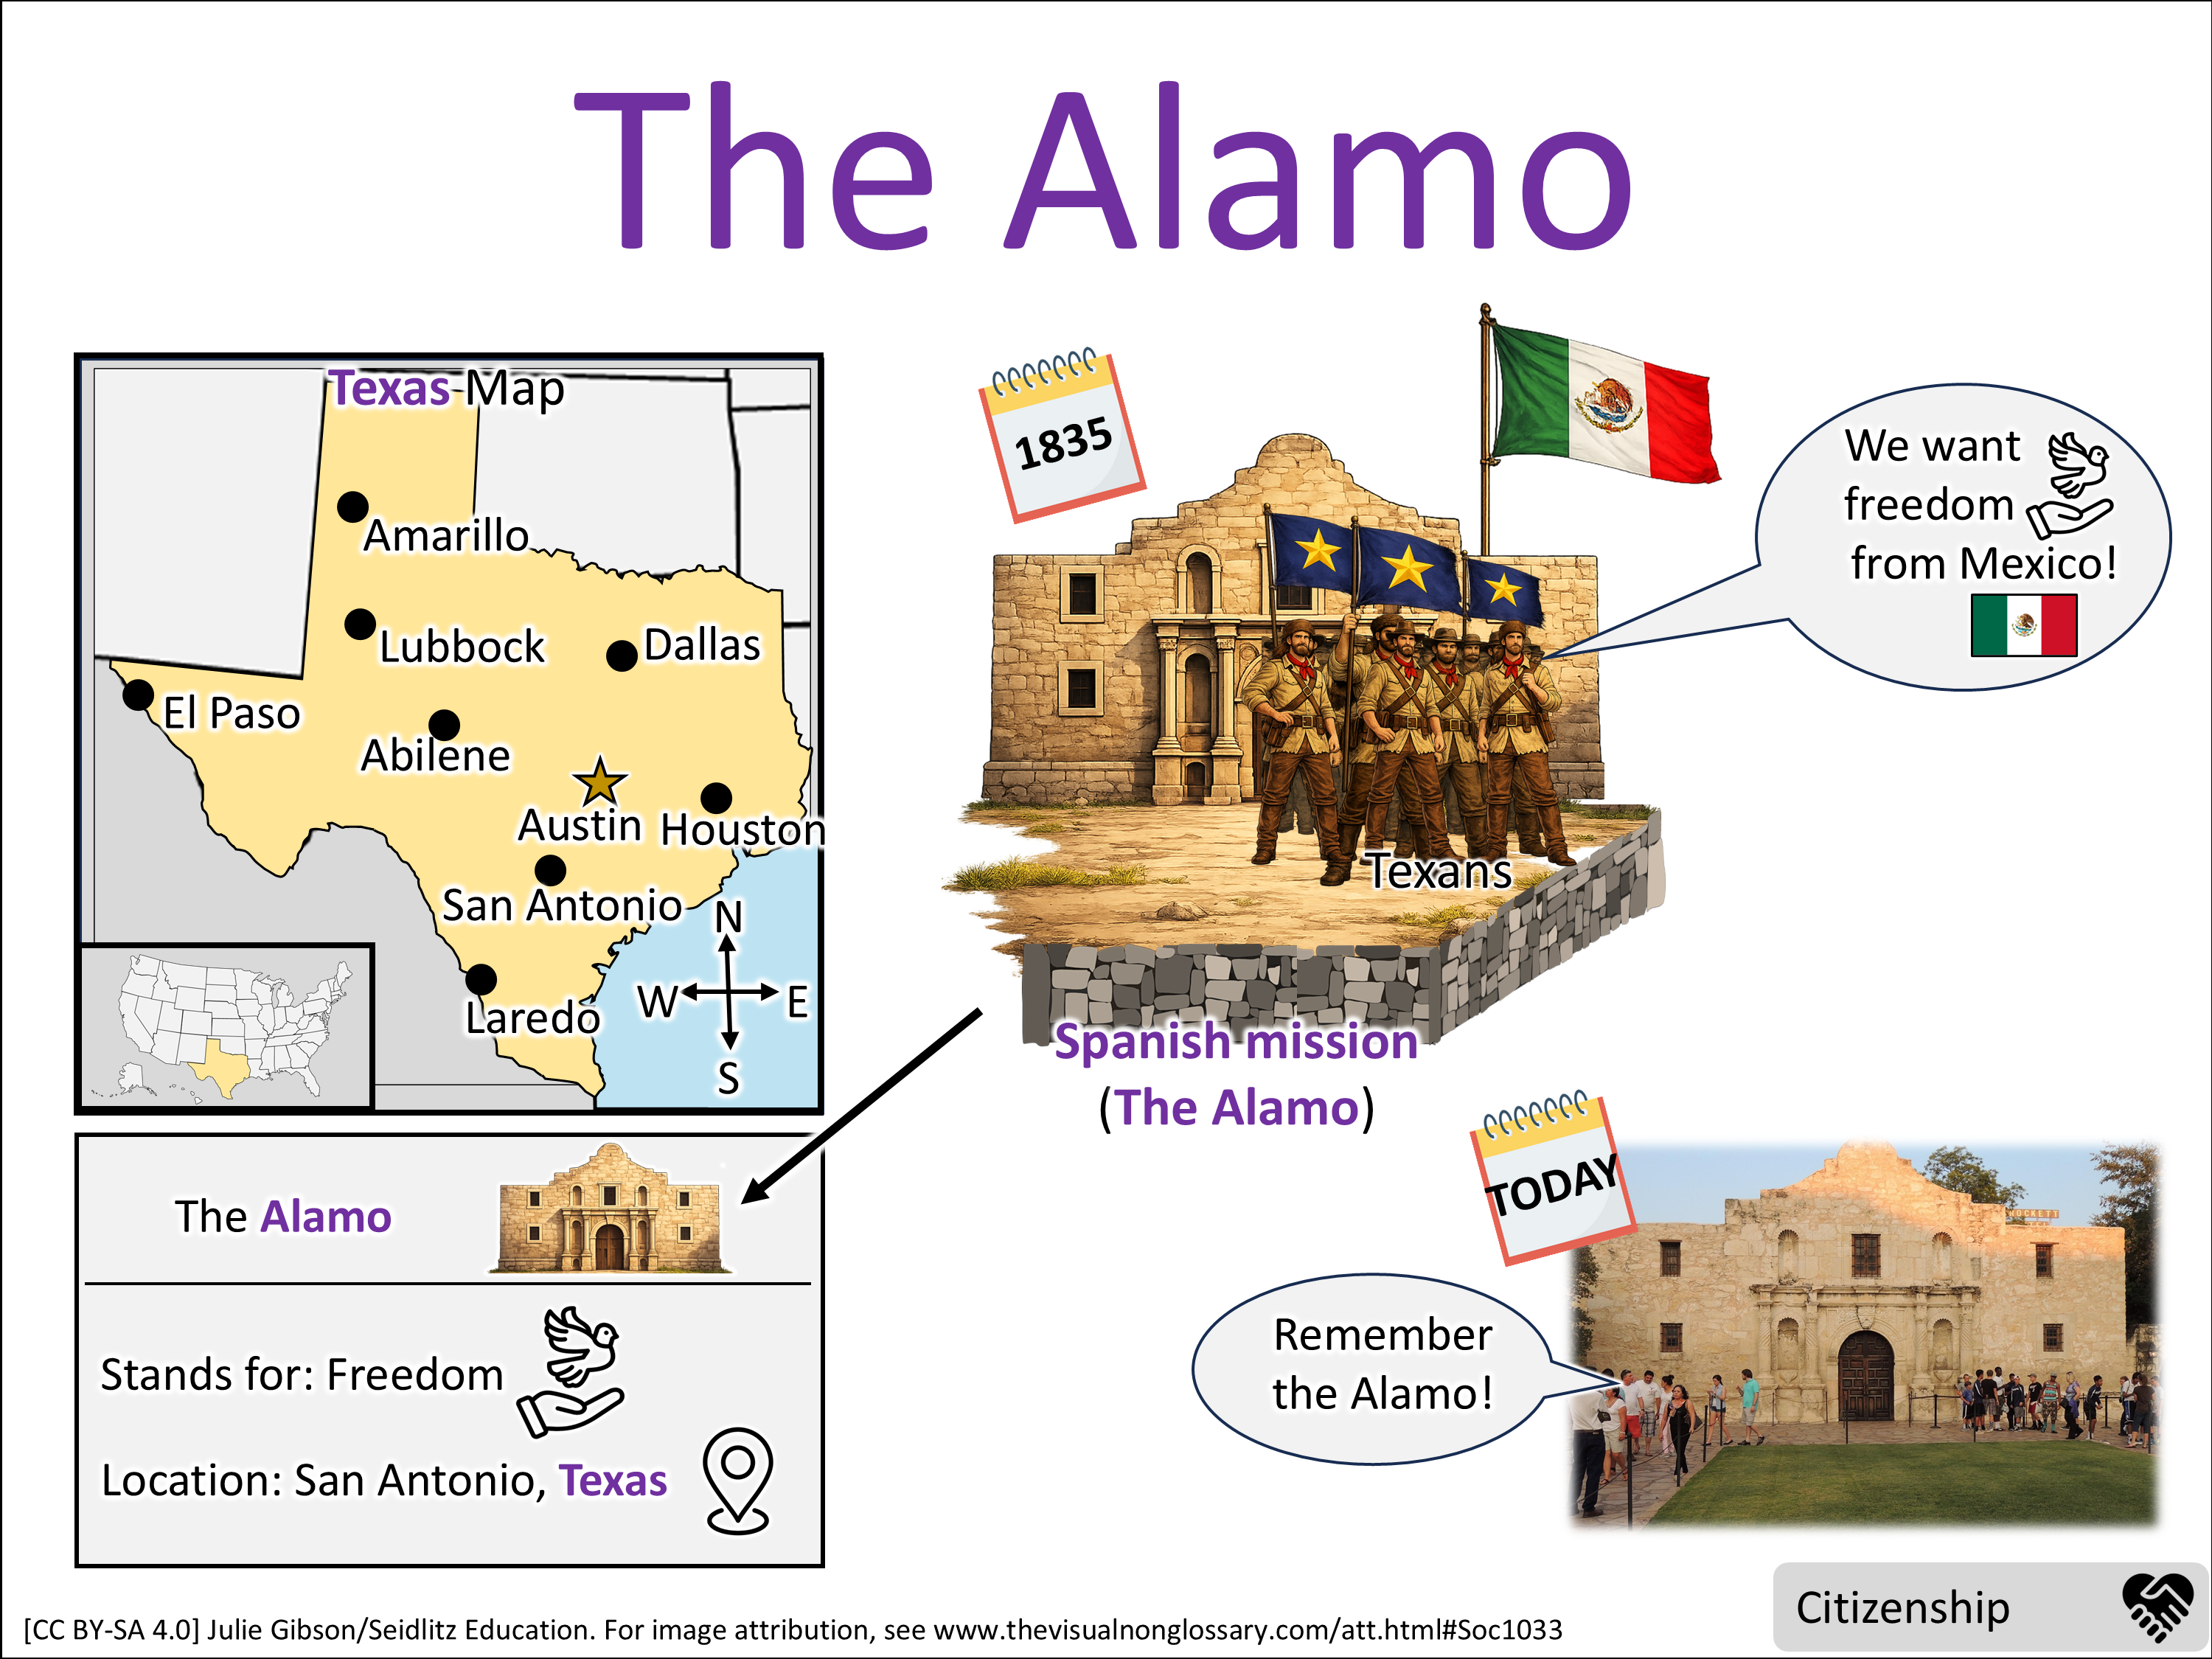 The Alamo
Texas Map
Amarillo
Lubbock
Dallas
El Paso
Abilene
Austin
Houston
San Antonio
Laredo
N
W
E
S
1835
We want
freedom
from Mexico!
Texans
Spanish mission
(The Alamo)
The Alamo
Stands for: Freedom
Location: San Antonio, Texas
TODAY
Remember
the Alamo!
Citizenship
[CC BY-SA 4.0] Julie Gibson/Seidlitz Education. For image attribution, see www.thevisualnonglossary.com/att.html#Soc1033